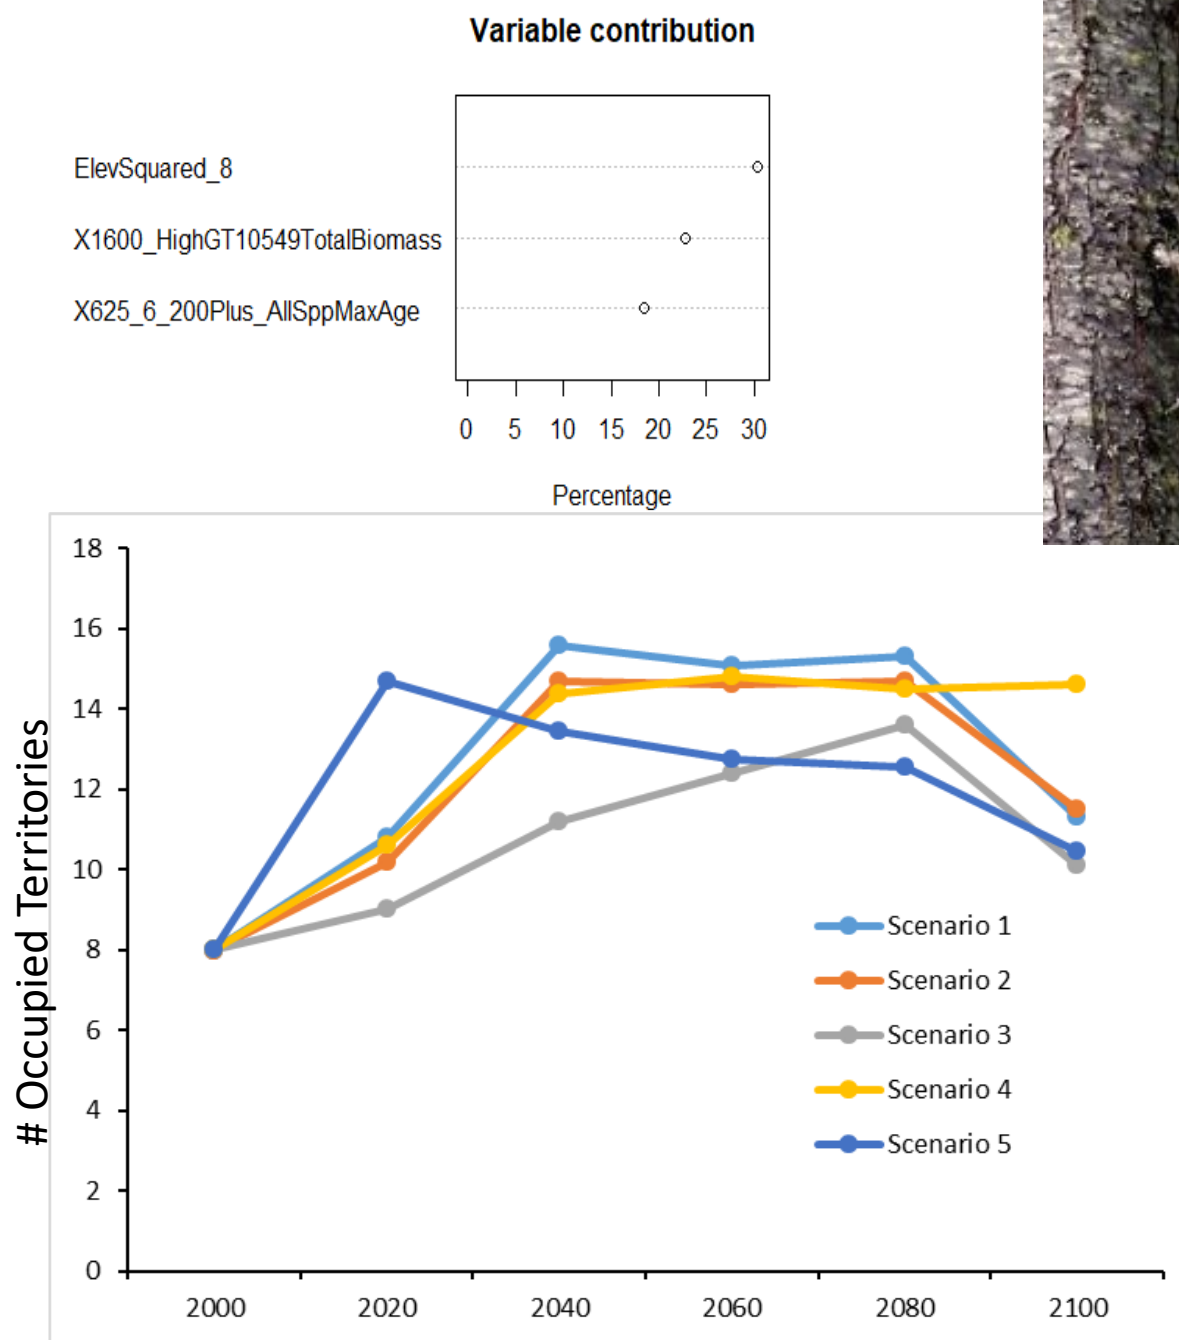 Variable contribution
ElevSquared_8
X1600_HighGT10549TotalBiomass
X625_6_200Plus_AllSppMaxAge
0 5 10 15 20 25 30
Percentage
# Occupied Territories
18
16
14
12
10
8
6
4
2
0
Scenario 1
Scenario 2
Scenario 3
Scenario 4
Scenario 5
2000 2020 2040 2060 2080 2100